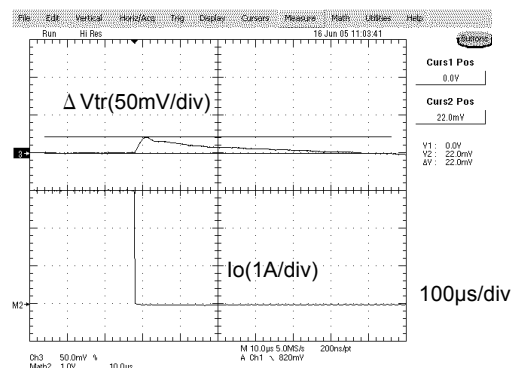 File Edit Vertical Horiz/Acq Trig Display Cursors Measure Math Utilities Help
Run Hi Res 16 Jun 05 11:03:41
Buttons
Curs1 Pos
0.0V
Curs2 Pos
22.0mV
Δ Vtr(50mV/div)
3
V1: 0.0V
V2: 22.0mV
ΔV: 22.0mV
Io(1A/div)
100µs/div
M2
M 10.0µs 5.0MS/s 200ns/pt
Ch3 50.0mV
A Ch1 \ 820mV
Math2 1.0V 10.0µs